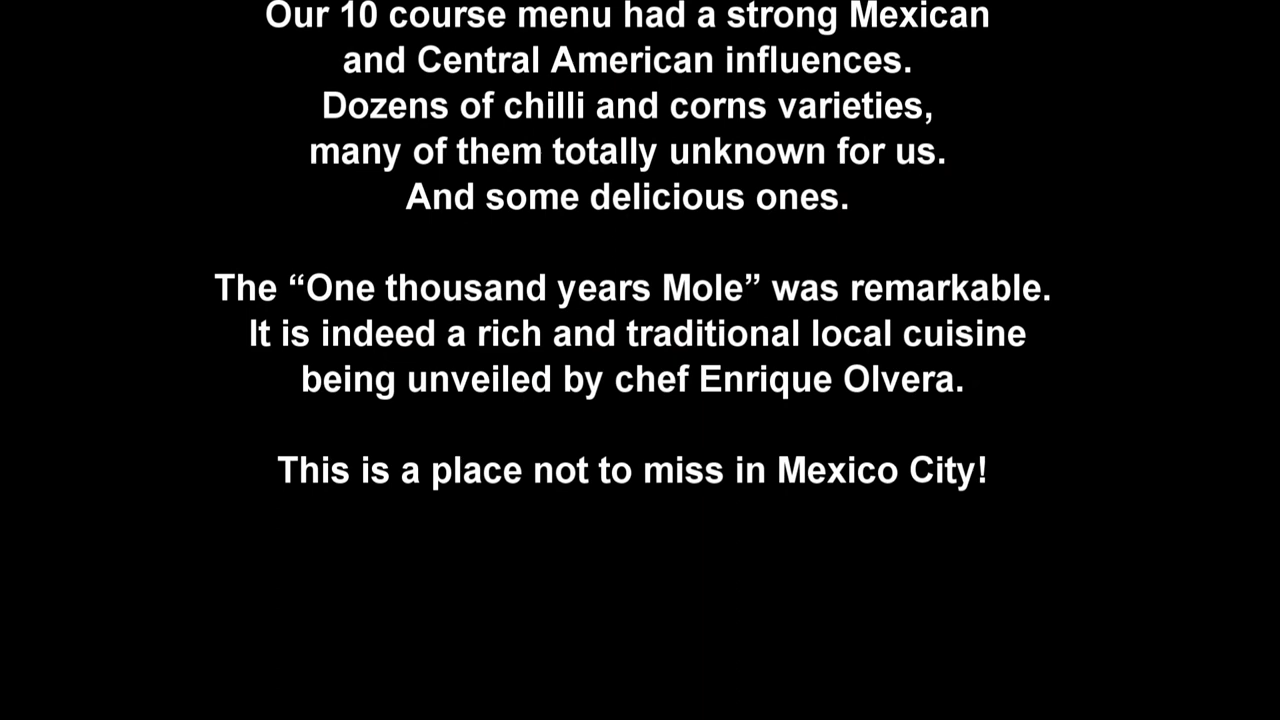 Our 10 course menu had a strong Mexican
and Central American influences.
Dozens of chilli and corns varieties,
many of them totally unknown for us.
And some delicious ones.
The “One thousand years Mole” was remarkable.
It is indeed a rich and traditional local cuisine
being unveiled by chef Enrique Olvera.
This is a place not to miss in Mexico City!